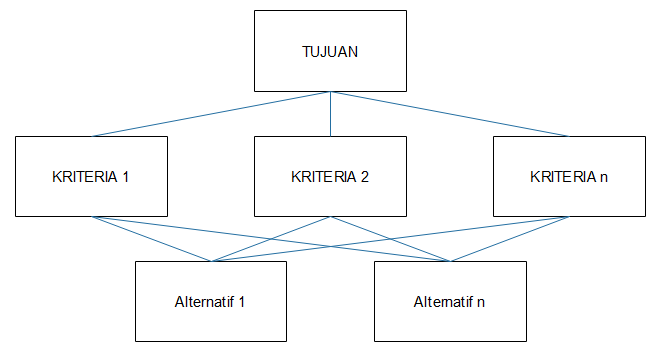 TUJUAN
KRITERIA 1
KRITERIA 2
KRITERIA n
Alternatif 1
Alternatif n